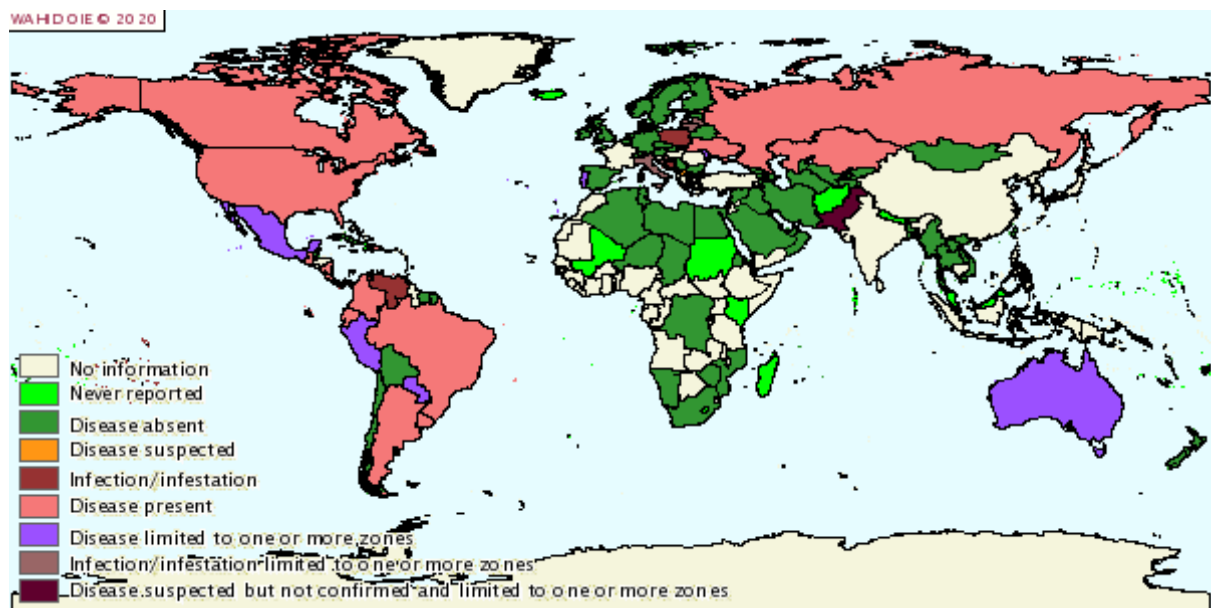 WAHIDOIE © 2020
No information
Never reported
Disease absent
Disease suspected
Infection/infestation
Disease present
Disease limited to one or more zones
Infection/infestation limited to one or more zones
Disease suspected but not confirmed and limited to one or more zones